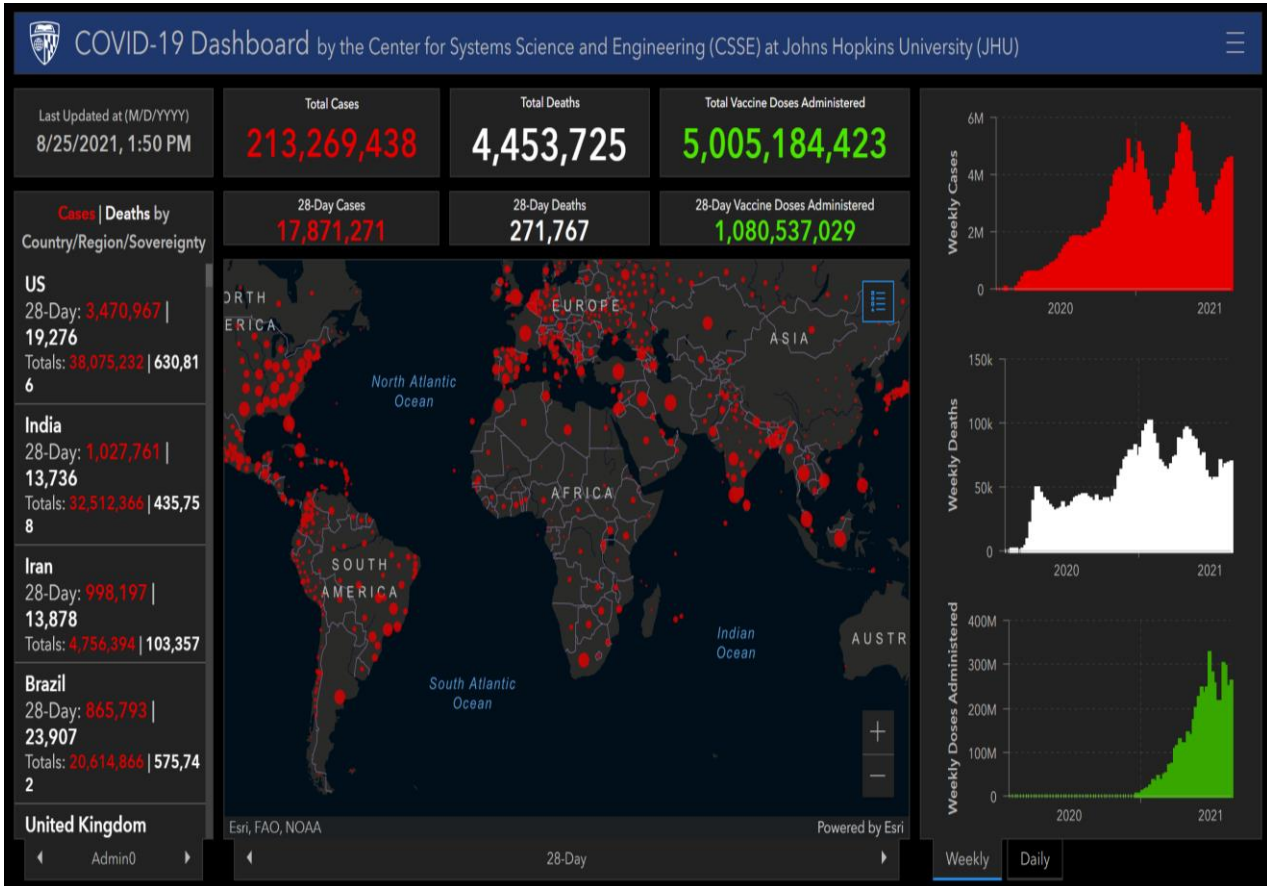 COVID-19 Dashboard by the Center for Systems Science and Engineering (CSSE) at Johns Hopkins University (JHU)
Last Updated at (M/D/YYYY)
8/25/2021, 1:50 PM
Total Cases
213,269,438
Total Deaths
4,453,725
Total Vaccine Doses Administered
5,005,184,423
28-Day Cases
17,871,271
28-Day Deaths
271,767
28-Day Vaccine Doses Administered
1,080,537,029
Cases | Deaths by
Country/Region/Sovereignty
US
28-Day: 3,470,967 |
19,276
Totals: 38,075,232 | 630,81
6
India
28-Day: 1,027,761 |
13,736
Totals: 32,512,366 | 435,75
8
Iran
28-Day: 998,197 |
13,878
Totals: 4,756,394 | 103,357
Brazil
28-Day: 865,793 |
23,907
Totals: 20,614,866 | 575,74
2
United Kingdom
Admin0
ORTH
ERICA
EUROPE
ASIA
North Atlantic
Ocean
AFRICA
SOUTH
AMERICA
Indian
Ocean
AUSTR
South Atlantic
Ocean
+
−
Esri, FAO, NOAA
Powered by Esri
28-Day
Weekly Cases
6M
4M
2M
0
2020
2021
Weekly Deaths
150k
100k
50k
0
2020
2021
Weekly Doses Administered
400M
300M
200M
100M
0
2020
2021
Weekly
Daily